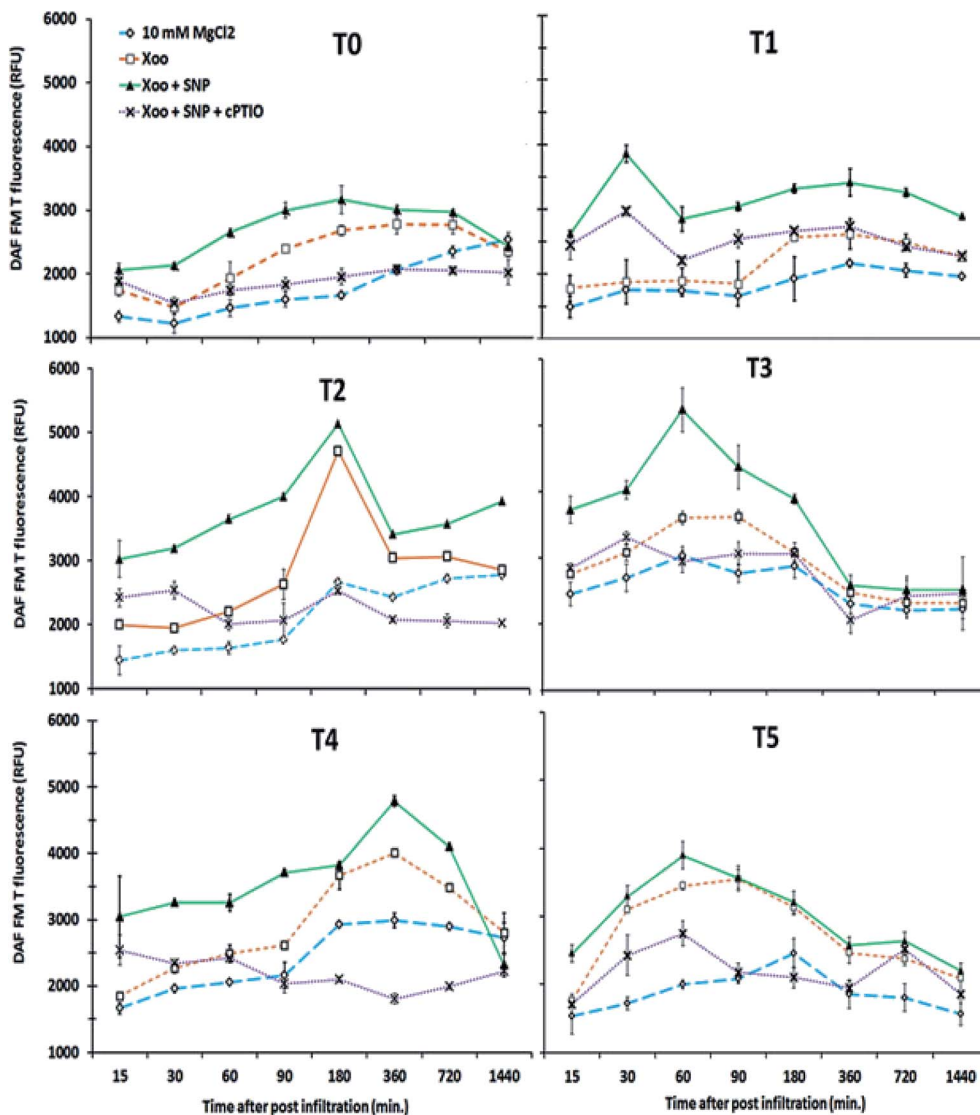 6000
5000
4000
3000
2000
1000
DAF FM T fluorescence (RFU)
10 mM MgCl2
Xoo
Xoo + SNP
Xoo + SNP + cPTIO
T0
T1
6000
5000
4000
3000
2000
1000
DAF FM T fluorescence (RFU)
T2
T3
6000
5000
4000
3000
2000
1000
DAF FM T fluorescence (RFU)
T4
T5
15 30 60 90 180 360 720 1440
15 30 60 90 180 360 720 1440
Time after post infiltration (min.)
Time after post infiltration (min.)